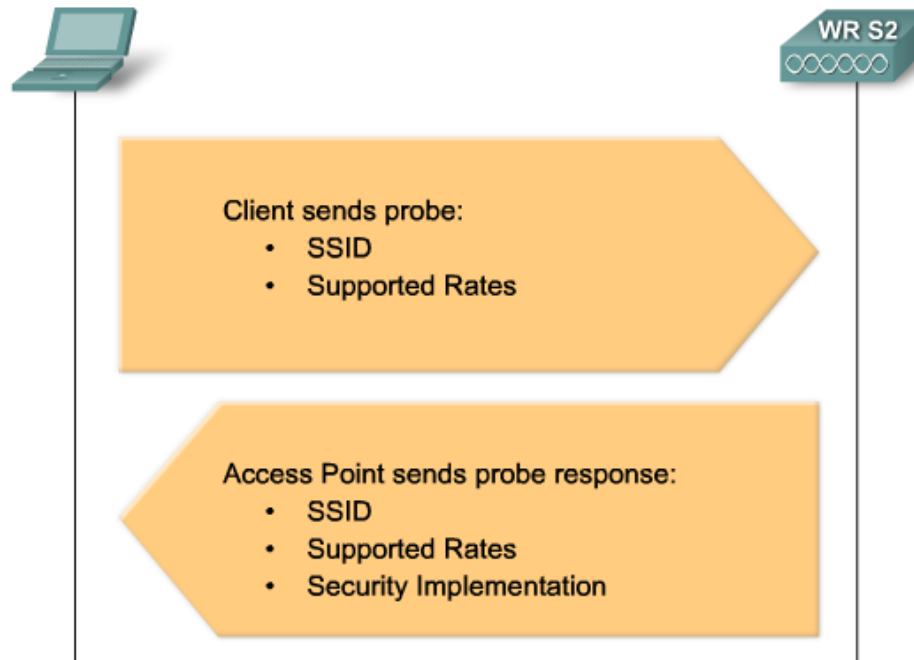 WR S2
Client sends probe:
• SSID
• Supported Rates
Access Point sends probe response:
• SSID
• Supported Rates
• Security Implementation